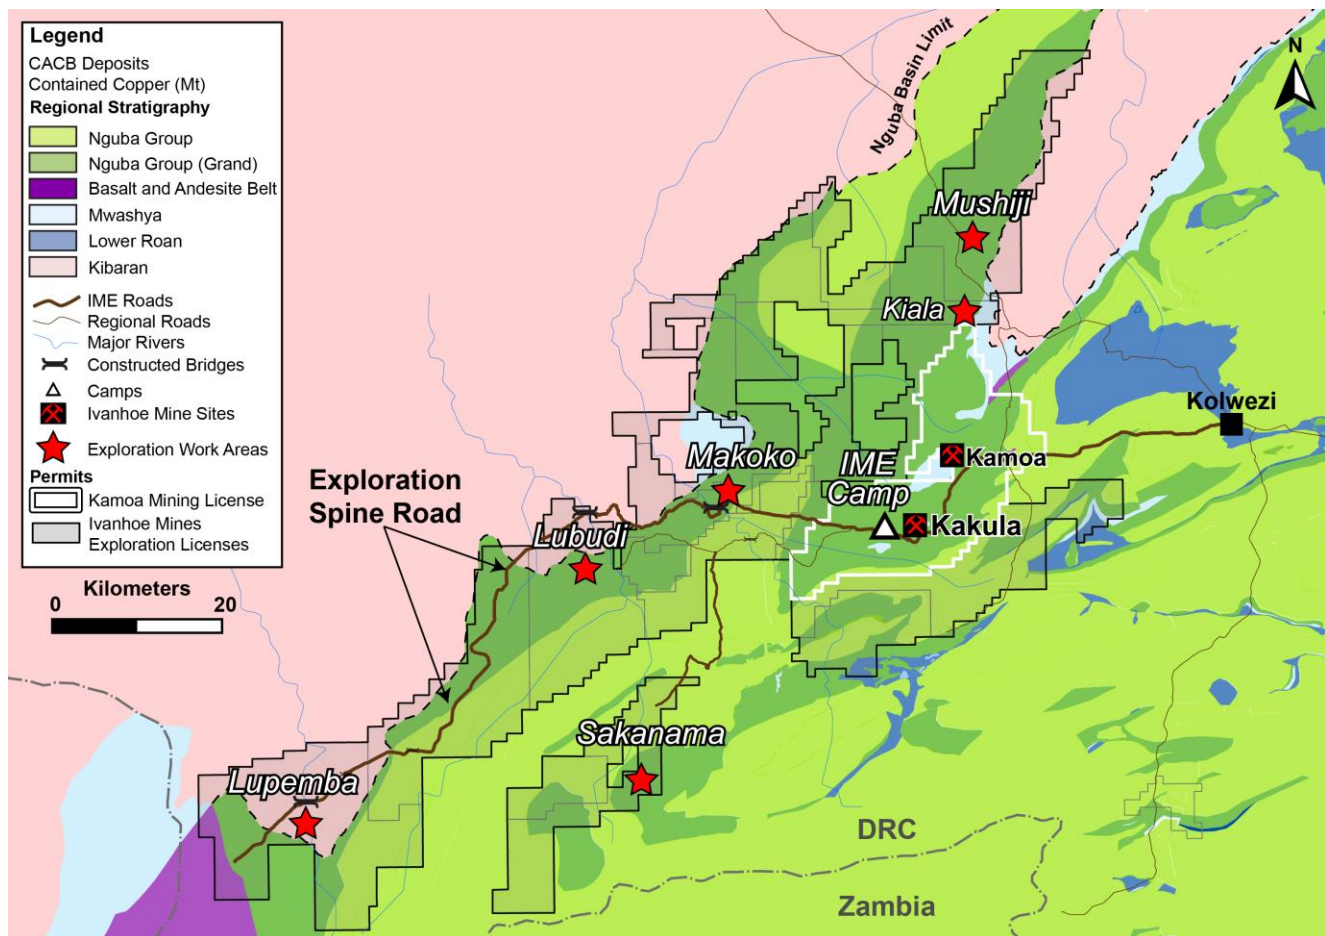 Legend
CACB Deposits
Contained Copper (Mt)
Regional Stratigraphy
Nguba Group
Nguba Group (Grand)
Basalt and Andesite Belt
Mwashya
Lower Roan
Kibaran
IME Roads
Regional Roads
Major Rivers
Constructed Bridges
Camps
Ivanhoe Mine Sites
Exploration Work Areas
Permits
Kamoa Mining License
Ivanhoe Mines
Exploration Licenses
Kilometers
0 20
N
Nguba Basin Limit
Mushiji
Kiala
Kolwezi
Makoko
IME
Camp
Kamoa
Kakula
Exploration
Spine Road
Lubudi
Sakanama
Lupemba
DRC
Zambia